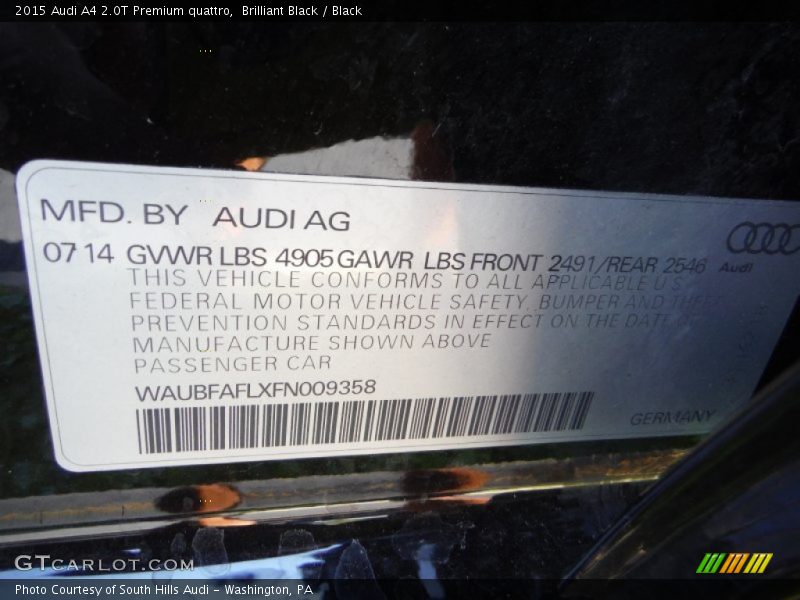 2015 Audi A4 2.0T Premium quattro, Brilliant Black / Black
MFD. BY AUDI AG
07 14 GVWR LBS 4905 GAWR LBS FRONT 2491/REAR 2546
Audi
THIS VEHICLE CONFORMS TO ALL APPLICABLE U.S
FEDERAL MOTOR VEHICLE SAFETY, BUMPER AND THEFT
PREVENTION STANDARDS IN EFFECT ON THE DATE OF
MANUFACTURE SHOWN ABOVE
PASSENGER CAR
WAUBFAFLXFN009358
GERMANY
GTCARLOT.COM
Photo Courtesy of South Hills Audi - Washington, PA